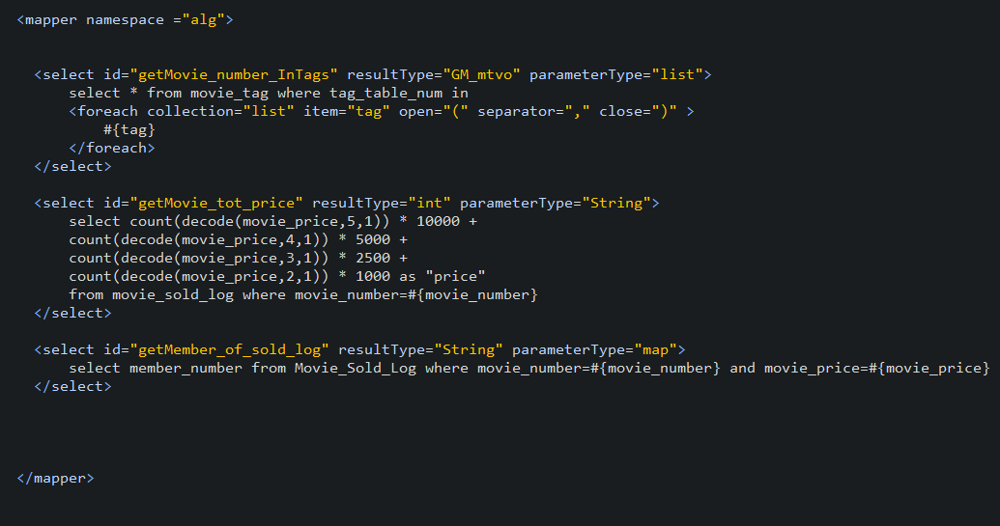 <mapper namespace ="alg">
<select id="getMovie_number_InTags" resultType="GM_mtvo" parameterType="list">
select * from movie_tag where tag_table_num in
<foreach collection="list" item="tag" open="(" separator="," close=")" >
#{tag}
</foreach>
</select>
<select id="getMovie_tot_price" resultType="int" parameterType="String">
select count(decode(movie_price,5,1)) * 10000 +
count(decode(movie_price,4,1)) * 5000 +
count(decode(movie_price,3,1)) * 2500 +
count(decode(movie_price,2,1)) * 1000 as "price"
from movie_sold_log where movie_number=#{movie_number}
</select>
<select id="getMember_of_sold_log" resultType="String" parameterType="map">
select member_number from Movie_Sold_Log where movie_number=#{movie_number} and movie_price=#{movie_price}
</select>
</mapper>